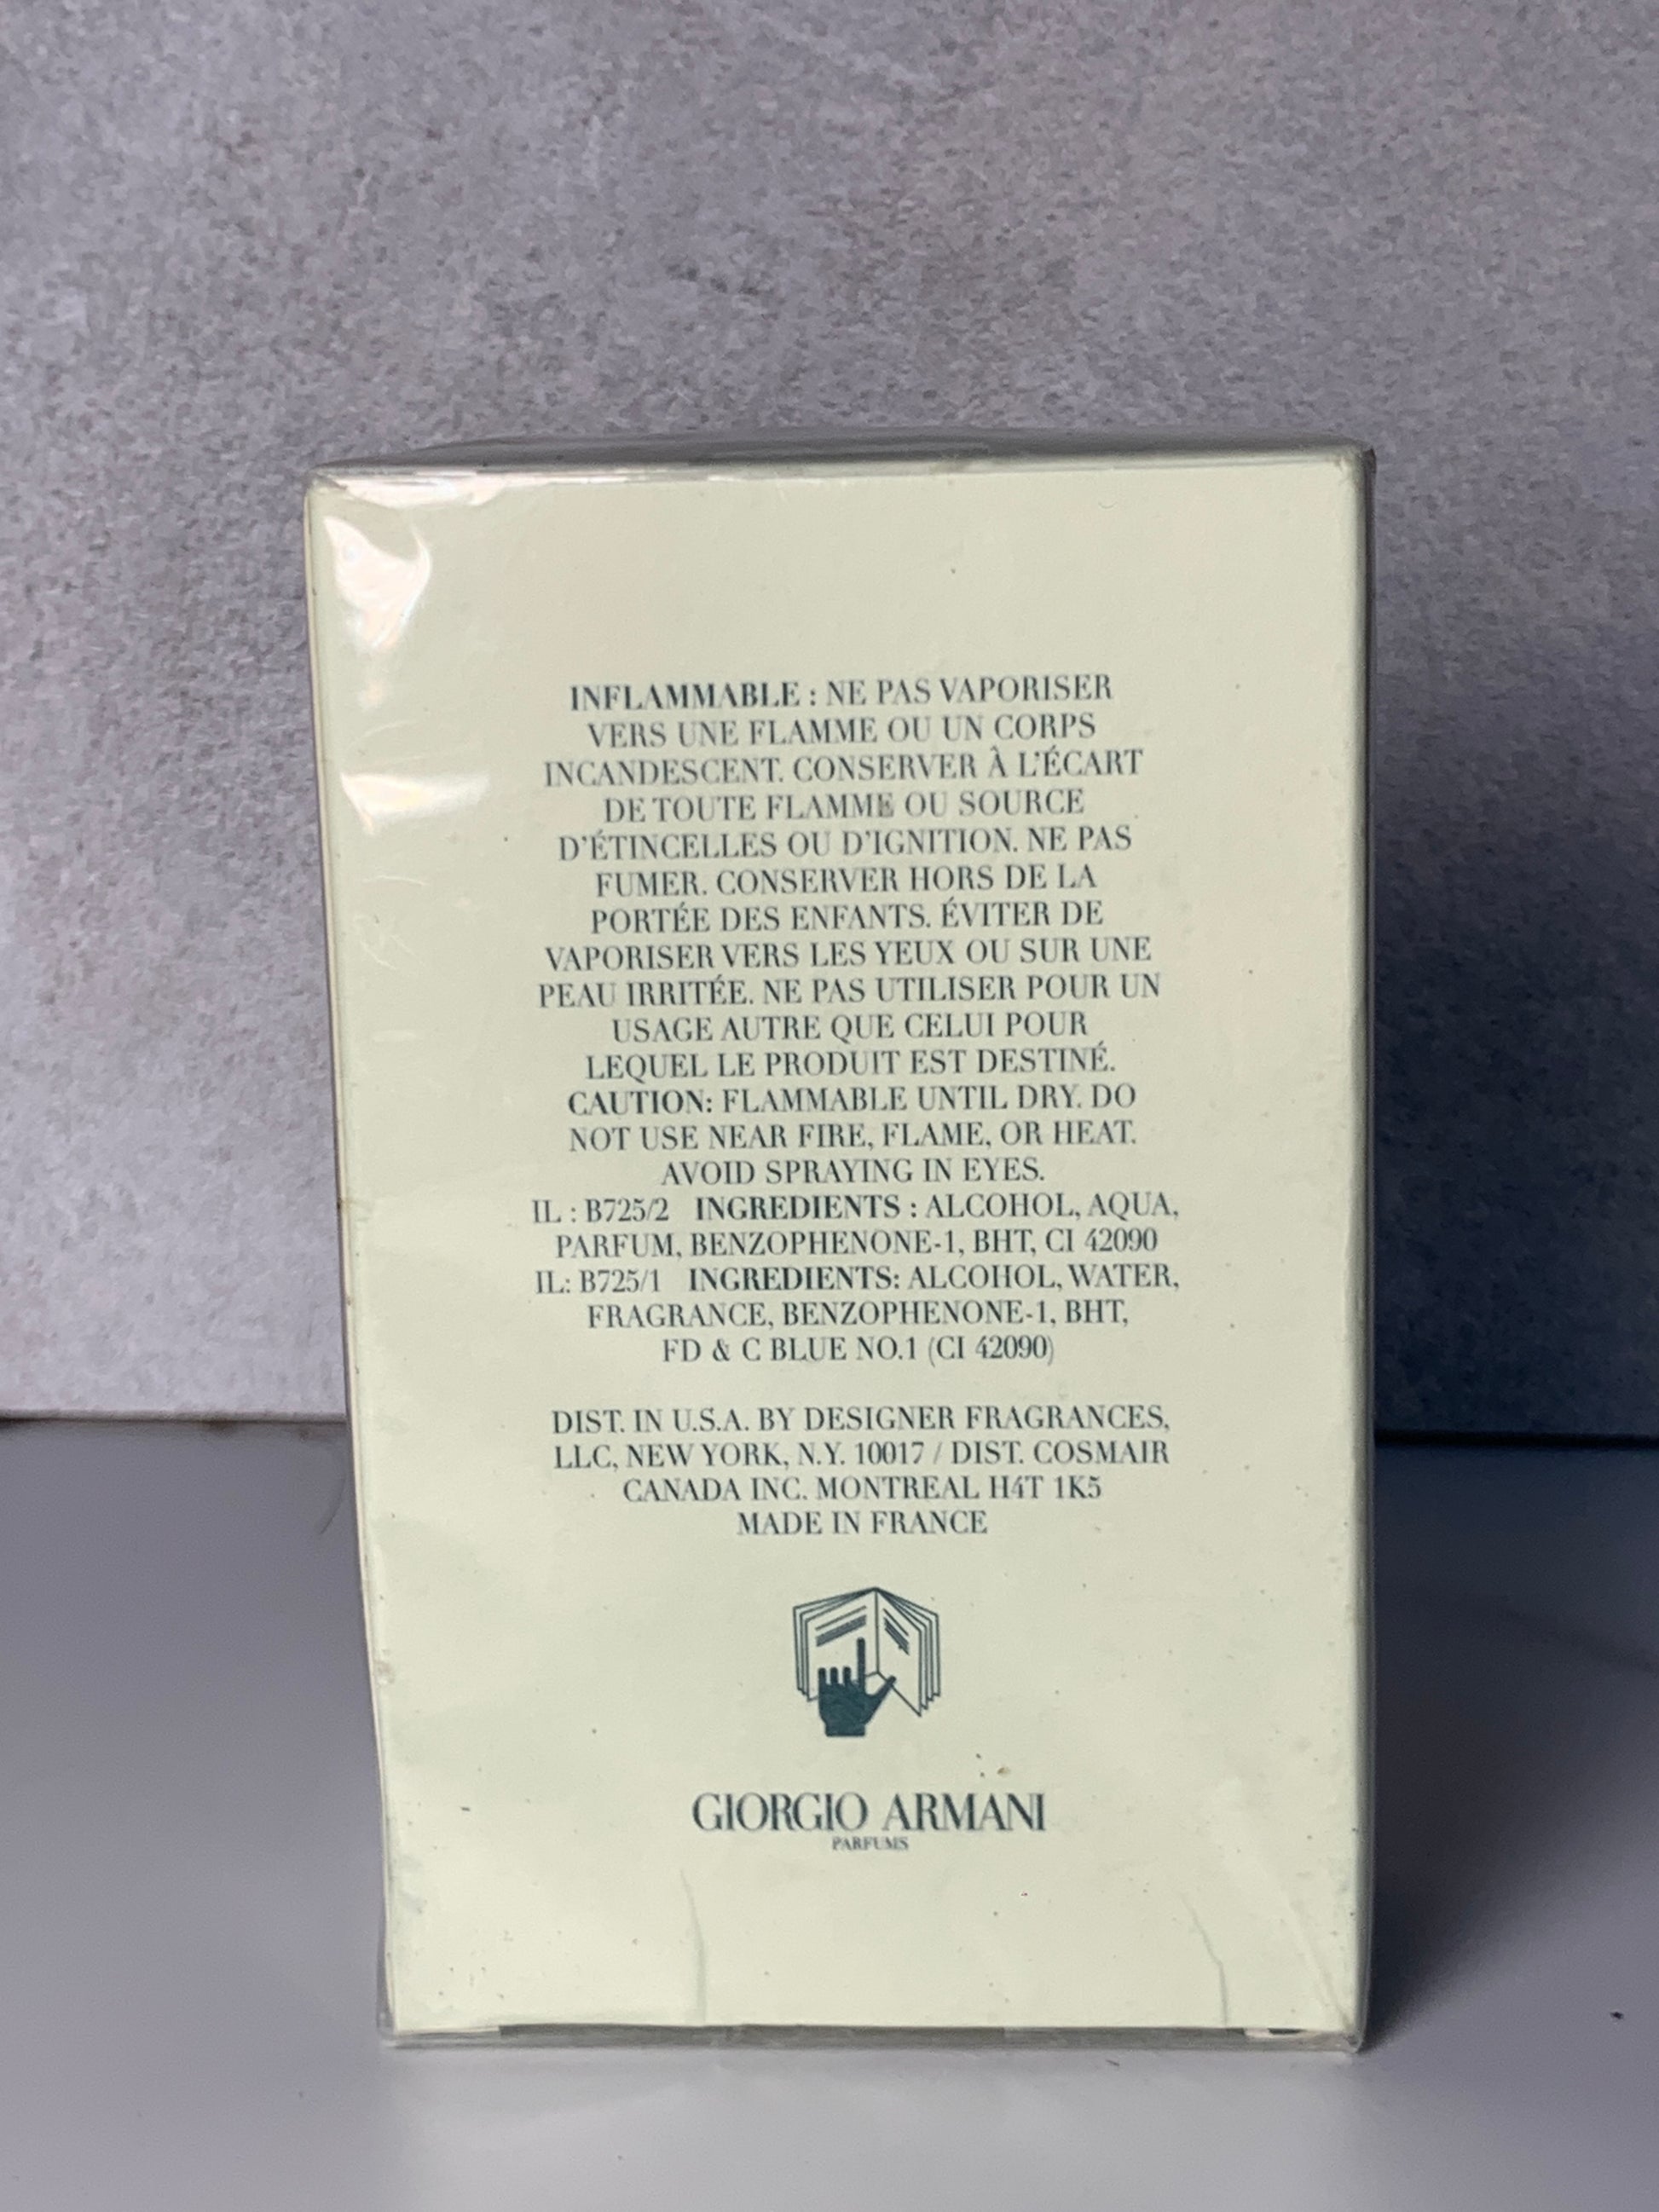 INFLAMMABLE : NE PAS VAPORISER
VERS UNE FLAMME OU UN CORPS
INCANDESCENT. CONSERVER À L'ÉCART
DE TOUTE FLAMME OU SOURCE
D'ÉTINCELLES OU D'IGNITION. NE PAS
FUMER. CONSERVER HORS DE LA
PORTÉE DES ENFANTS. ÉVITER DE
VAPORISER VERS LES YEUX OU SUR UNE
PEAU IRRITÉE. NE PAS UTILISER POUR UN
USAGE AUTRE QUE CELUI POUR
LEQUEL LE PRODUIT EST DESTINÉ.
CAUTION: FLAMMABLE UNTIL DRY. DO
NOT USE NEAR FIRE, FLAME, OR HEAT.
AVOID SPRAYING IN EYES.
IL : B725/2 INGREDIENTS : ALCOHOL, AQUA,
PARFUM, BENZOPHENONE-1, BHT, CI 42090
IL: B725/1 INGREDIENTS: ALCOHOL, WATER,
FRAGRANCE, BENZOPHENONE-1, BHT,
FD & C BLUE NO.1 (CI 42090)
DIST. IN U.S.A. BY DESIGNER FRAGRANCES,
LLC, NEW YORK, N.Y. 10017 / DIST. COSMAIR
CANADA INC. MONTREAL H4T 1K5
MADE IN FRANCE
GIORGIO ARMANI
PARFUMS